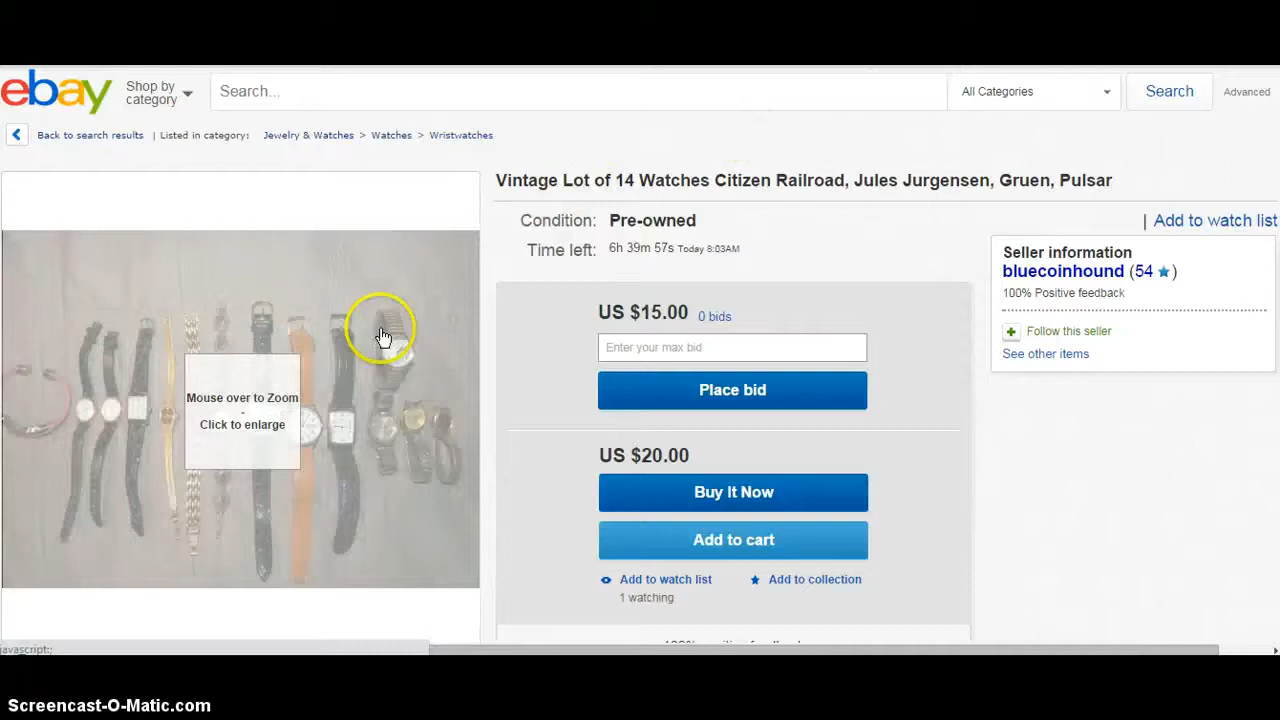 ebay
Shop by
category
Search...
All Categories
Search
Advanced
Back to search results | Listed in category: Jewelry & Watches > Watches > Wristwatches
Vintage Lot of 14 Watches Citizen Railroad, Jules Jurgensen, Gruen, Pulsar
Condition: Pre-owned
| Add to watch list
Time left: 6h 39m 57s Today 8:03AM
Seller information
bluecoinhound (54 ★)
100% Positive feedback
Follow this seller
See other items
US $15.00 0 bids
Enter your max bid
Place bid
Mouse over to Zoom
-
Click to enlarge
US $20.00
Buy It Now
Add to cart
Add to watch list
Add to collection
1 watching
javascript:;
Screencast-O-Matic.com